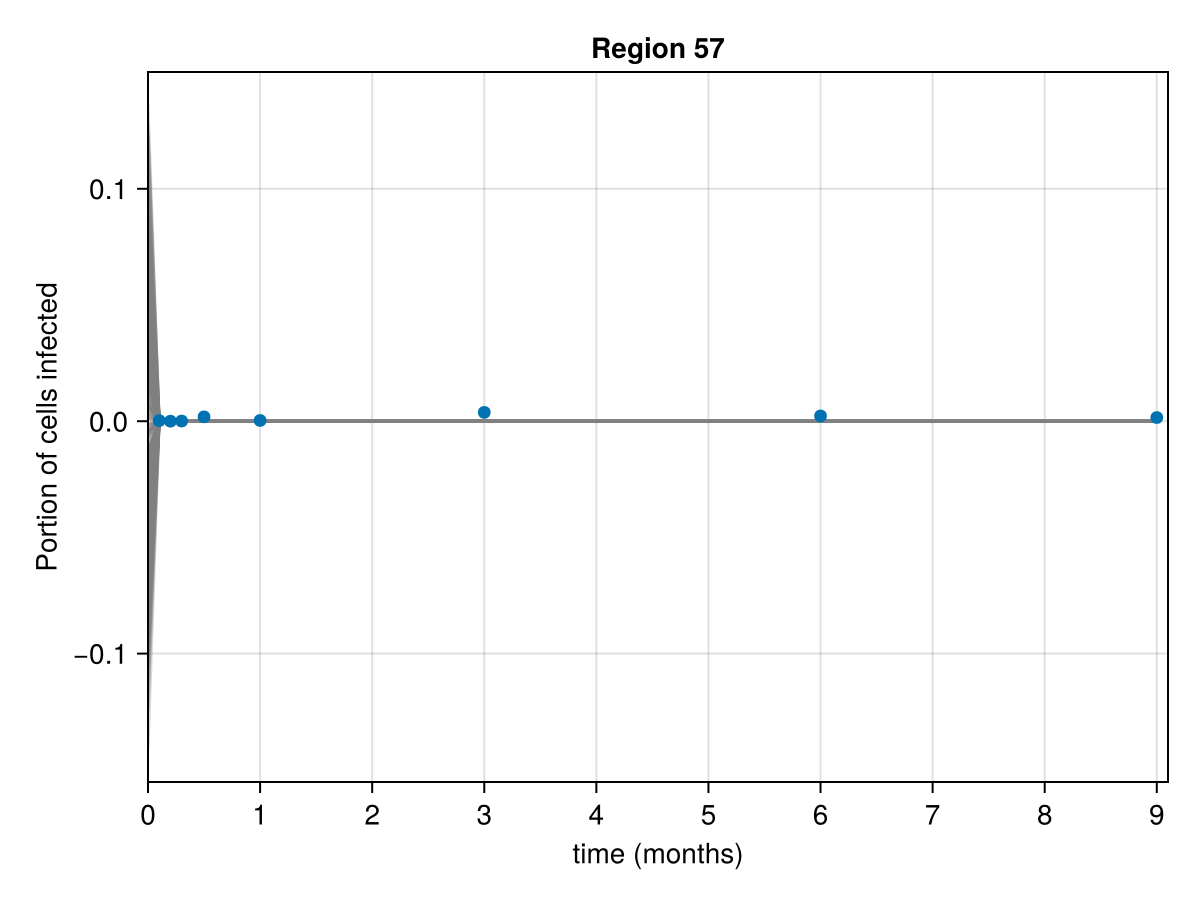 Region 57
Portion of cells infected
0.1
0.0
−0.1
0 1 2 3 4 5 6 7 8 9
time (months)